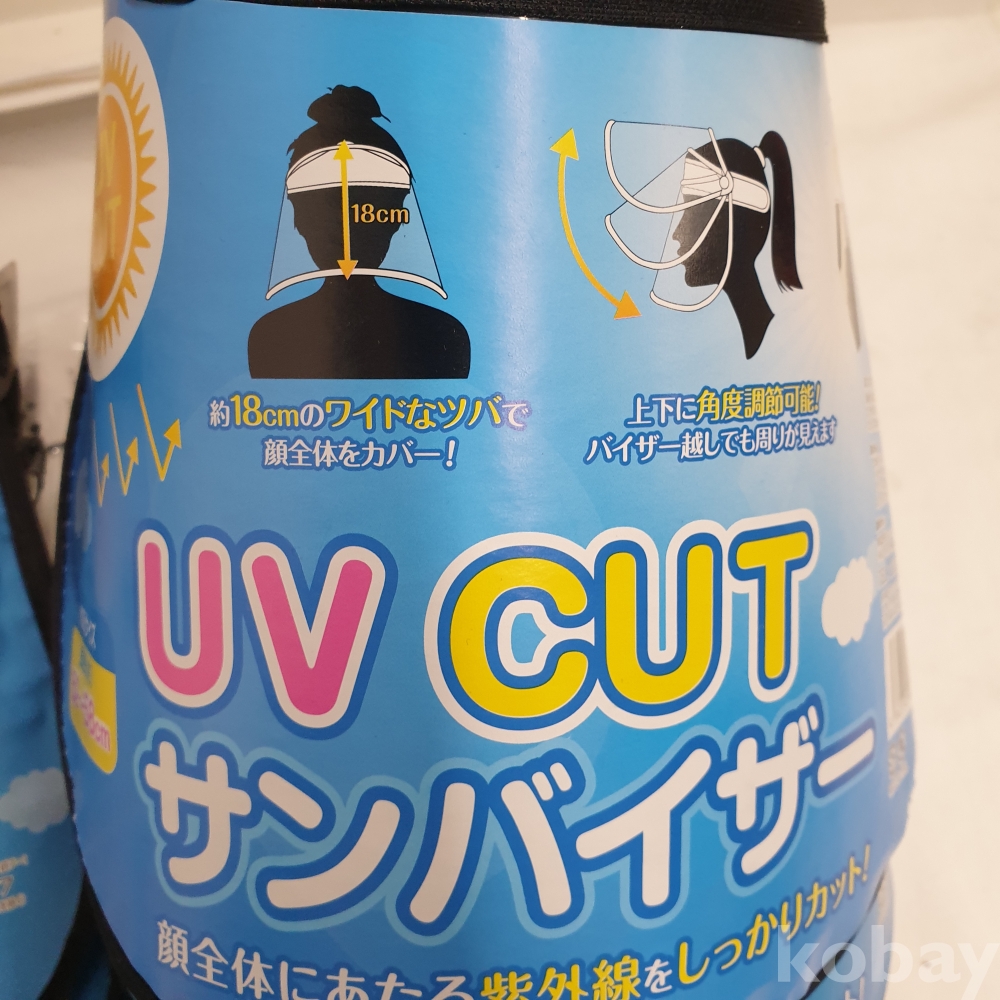 18cm
約18cmのワイドなツバで
顔全体をカバー!
上下に角度調節可能!
バイザー越しでも周りが見えます
UV CUT
サンバイザー
顔全体にあたる紫外線をしっかりカット!
kobay